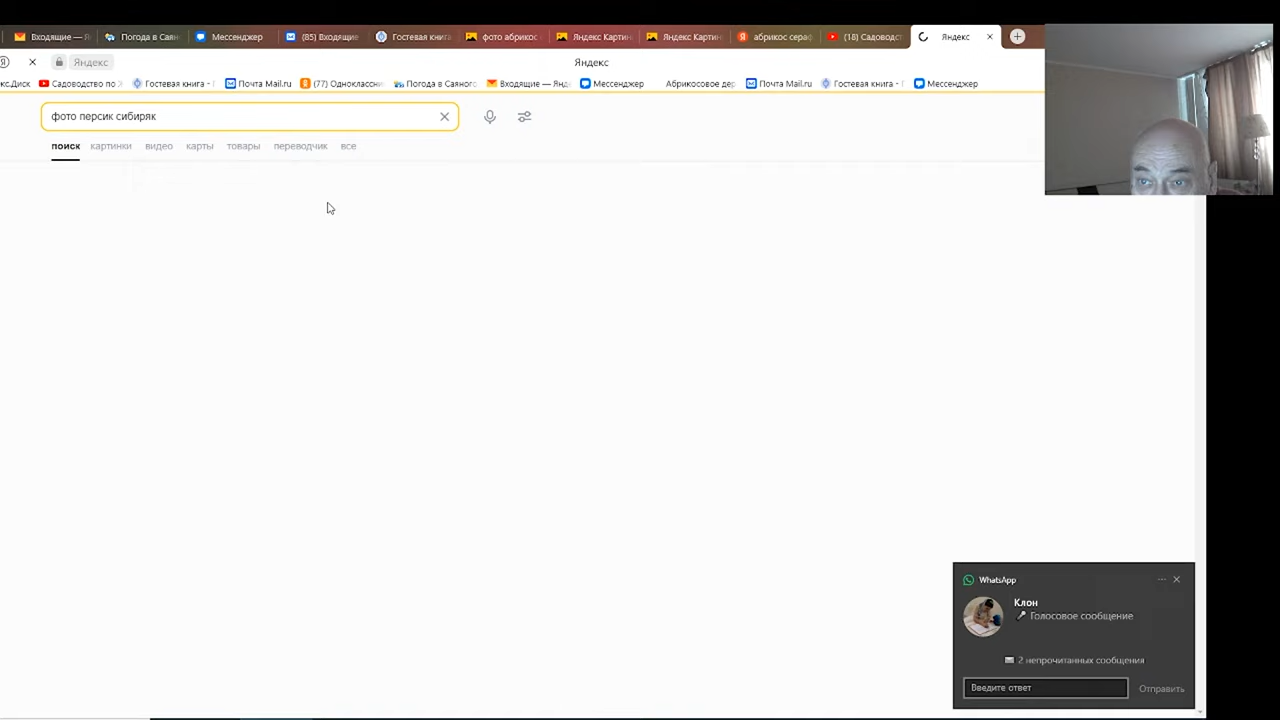 Входящие — Я
Погода в Саян
Мессенджер
(85) Входящие
Гостевая книга
фото абрикос
Яндекс Картин
Яндекс Картин
абрикос сераф
(18) Садоводст
Яндекс
Яндекс
Яндекс
кс.Диск
Садоводство по
Гостевая книга -
Почта Mail.ru
(77) Одноклассни
Погода в Саяного
Входящие — Янд
Мессенджер
Абрикосовое дер
Почта Mail.ru
Гостевая книга -
Мессенджер
фото персик сибиряк
поиск картинки видео карты товары переводчик все
WhatsApp
Клон
Голосовое сообщение
2 непрочитанных сообщения
Введите ответ
Отправить